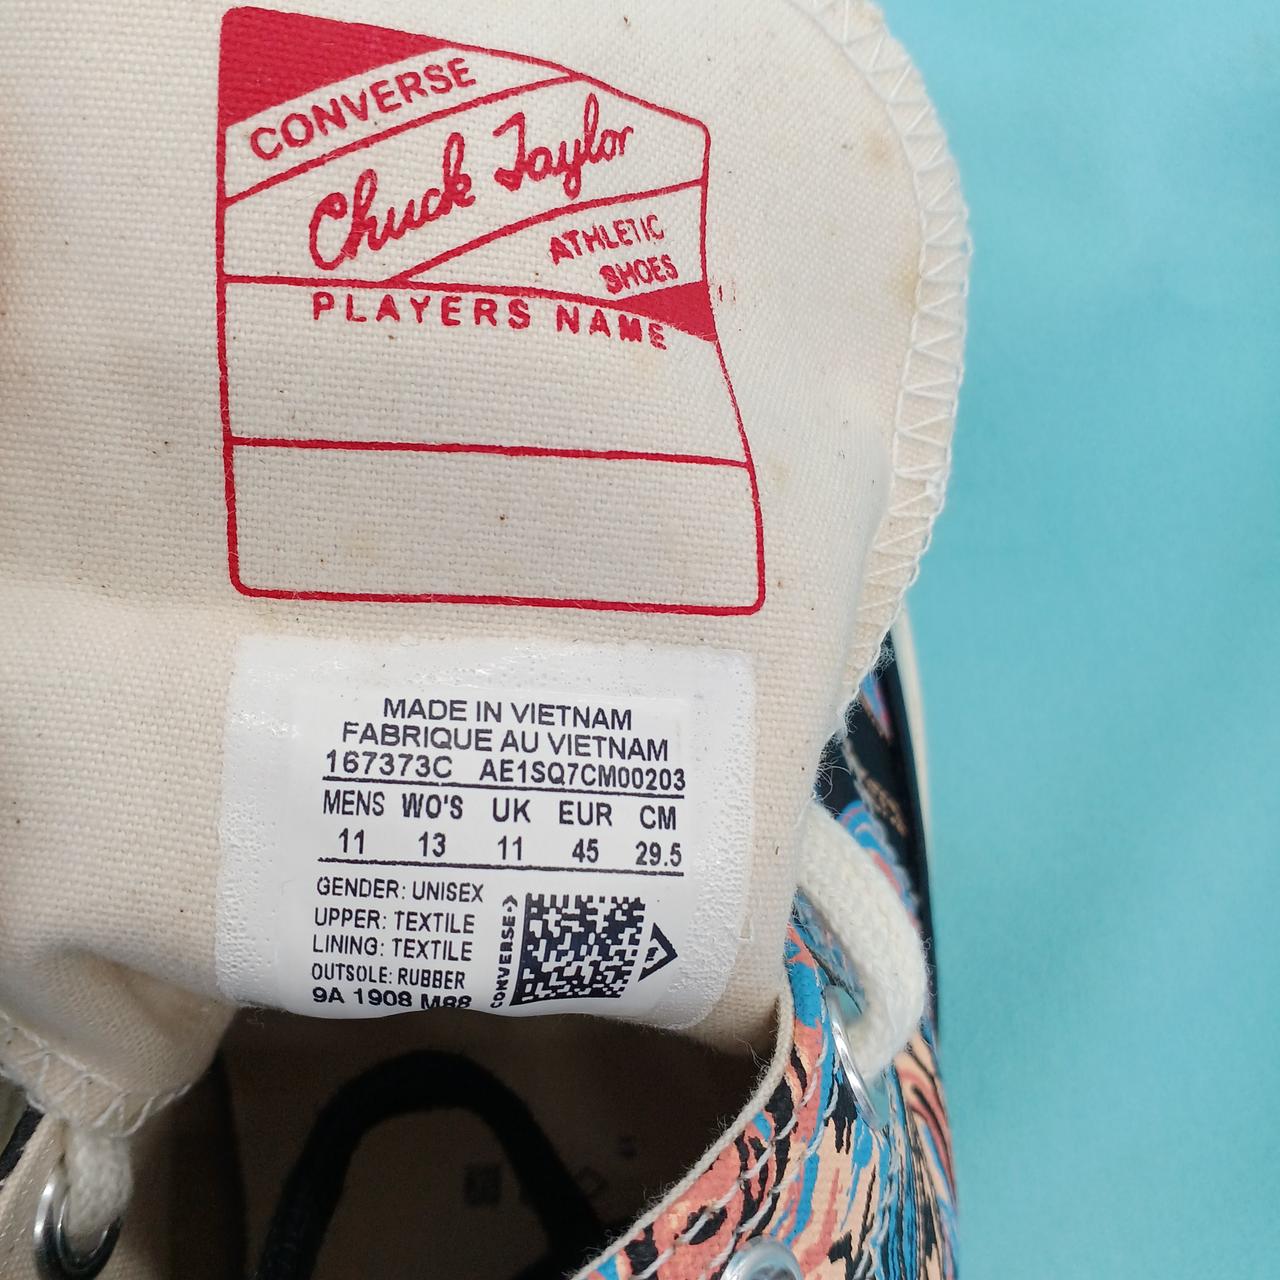 CONVERSE
Chuck Taylor
ATHLETIC
SHOES
PLAYERS NAME
MADE IN VIETNAM
FABRIQUE AU VIETNAM
167373C AE1SQ7CM00203
MENS WO'S UK EUR CM
11 13 11 45 29.5
GENDER: UNISEX
UPPER: TEXTILE
LINING: TEXTILE
OUTSOLE: RUBBER
9A 1908 M88
CONVERSE